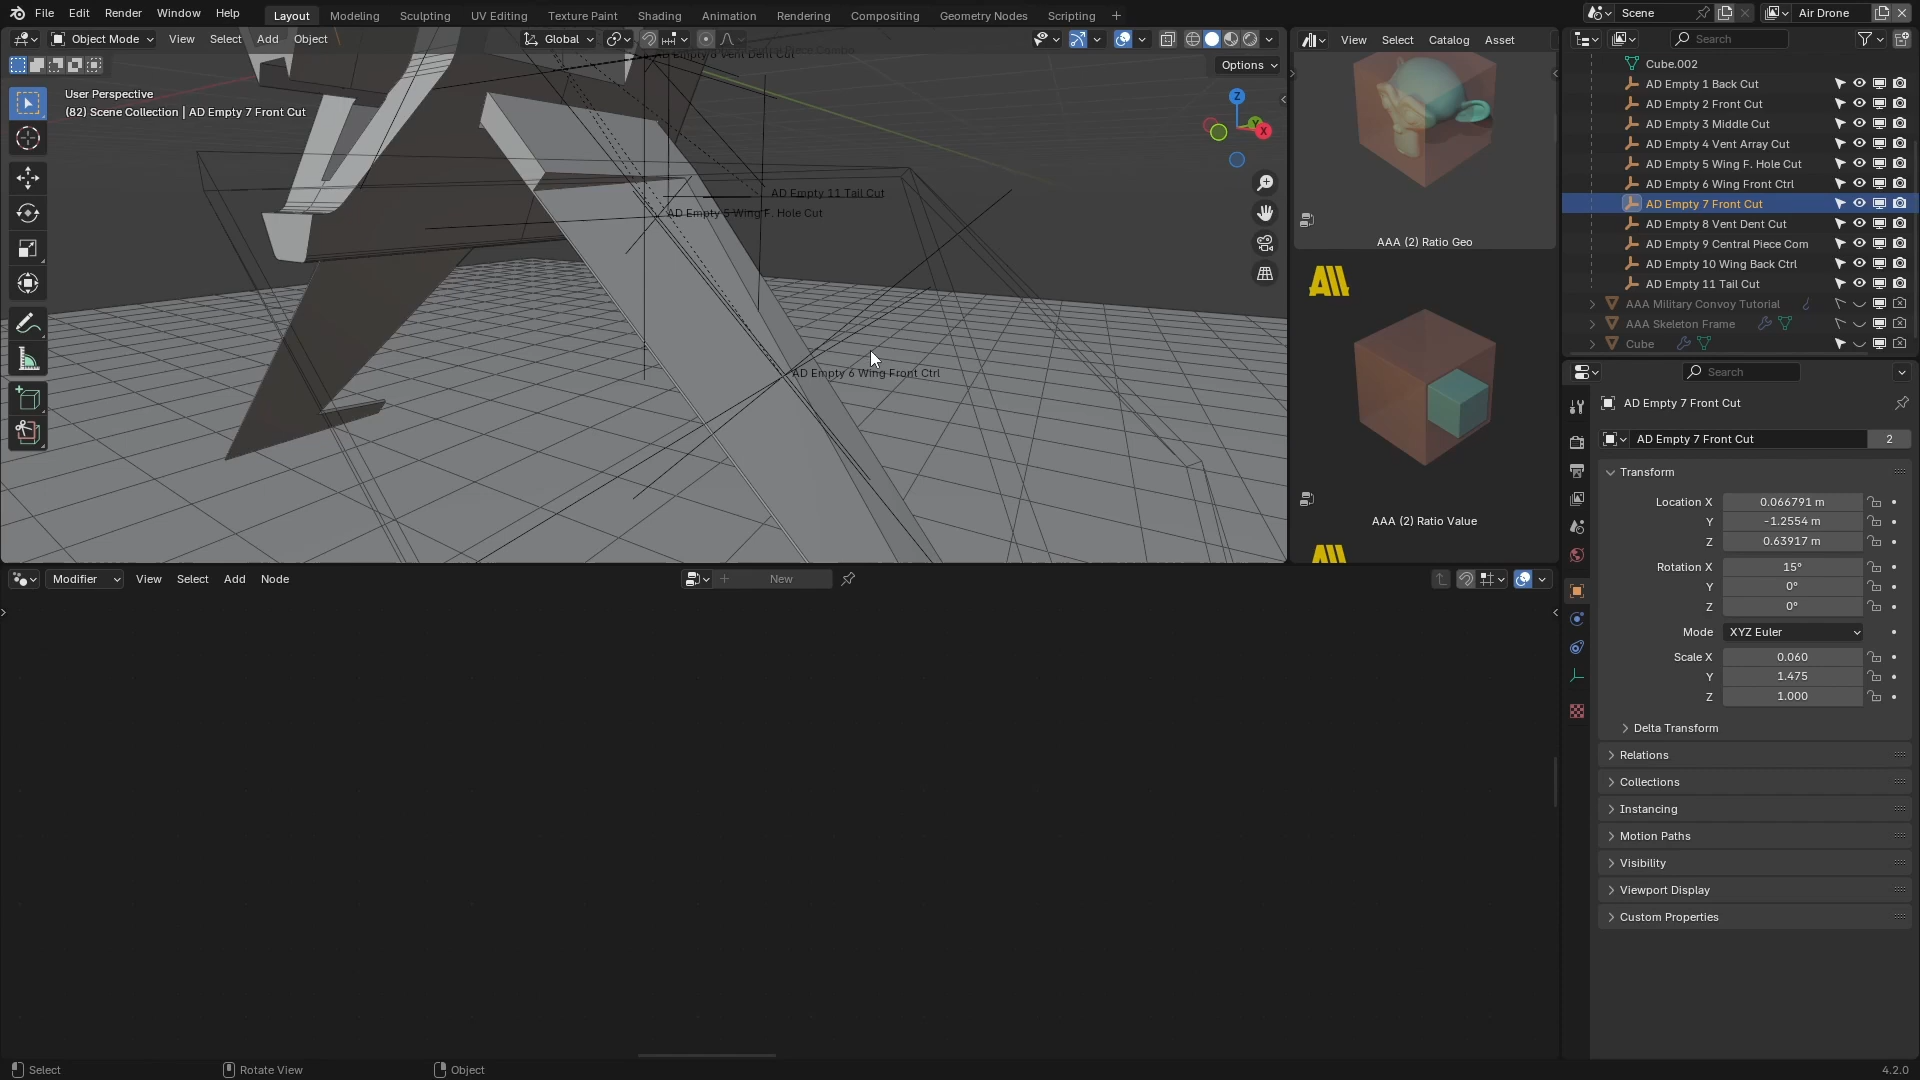 File Edit Render Window Help
Layout Modeling Sculpting UV Editing Texture Paint Shading Animation Rendering Compositing Geometry Nodes Scripting +
Scene
Air Drone
Object Mode View Select Add Object
Global
View Select Catalog Asset
Search
Options
User Perspective
(82) Scene Collection | AD Empty 7 Front Cut
Z
Y
X
AD Empty 11 Tail Cut
AD Empty 5 Wing F. Hole Cut
AD Empty 6 Wing Front Ctrl
AAA (2) Ratio Geo
AAA (2) Ratio Value
Cube.002
AD Empty 1 Back Cut
AD Empty 2 Front Cut
AD Empty 3 Middle Cut
AD Empty 4 Vent Array Cut
AD Empty 5 Wing F. Hole Cut
AD Empty 6 Wing Front Ctrl
AD Empty 7 Front Cut
AD Empty 8 Vent Dent Cut
AD Empty 9 Central Piece Com
AD Empty 10 Wing Back Ctrl
AD Empty 11 Tail Cut
AAA Military Convoy Tutorial
AAA Skeleton Frame
Cube
Search
AD Empty 7 Front Cut
AD Empty 7 Front Cut 2
Transform
Location X 0.066791 m
Y -1.2554 m
Z 0.63917 m
Rotation X 15°
Y 0°
Z 0°
Mode XYZ Euler
Scale X 0.060
Y 1.475
Z 1.000
Delta Transform
Relations
Collections
Instancing
Motion Paths
Visibility
Viewport Display
Custom Properties
Modifier View Select Add Node
New
Select Rotate View Object
4.2.0